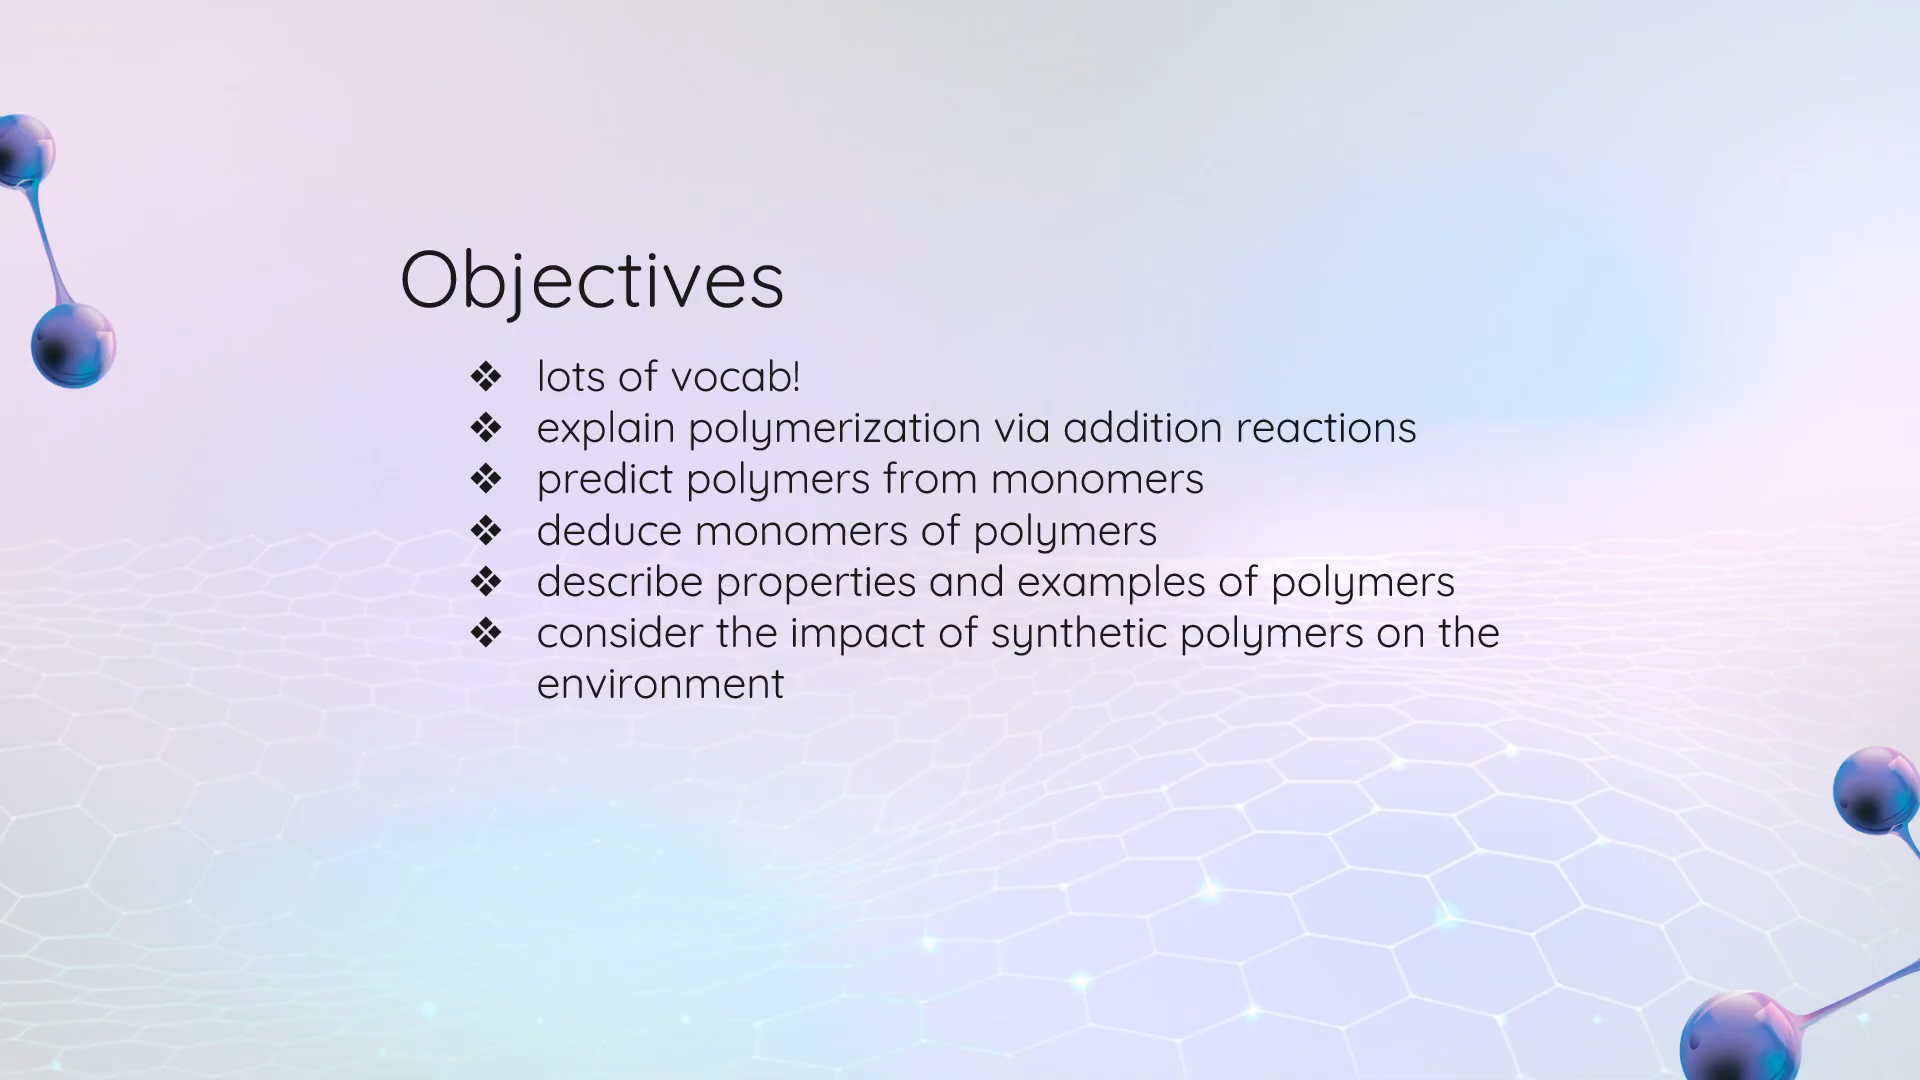 Objectives
❖ lots of vocab!
❖ explain polymerization via addition reactions
❖ predict polymers from monomers
❖ deduce monomers of polymers
❖ describe properties and examples of polymers
❖ consider the impact of synthetic polymers on the
environment